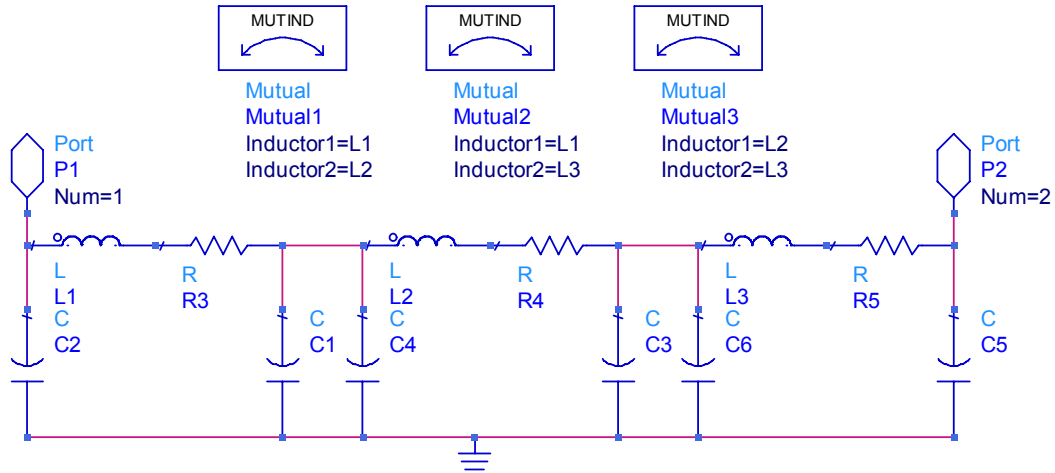 MUTIND
Mutual
Mutual1
Inductor1=L1
Inductor2=L2
MUTIND
Mutual
Mutual2
Inductor1=L1
Inductor2=L3
MUTIND
Mutual
Mutual3
Inductor1=L2
Inductor2=L3
Port
P1
Num=1
Port
P2
Num=2
L
L1
R
R3
L
L2
R
R4
L
L3
R
R5
C
C2
C
C1
C
C4
C
C3
C
C6
C
C5